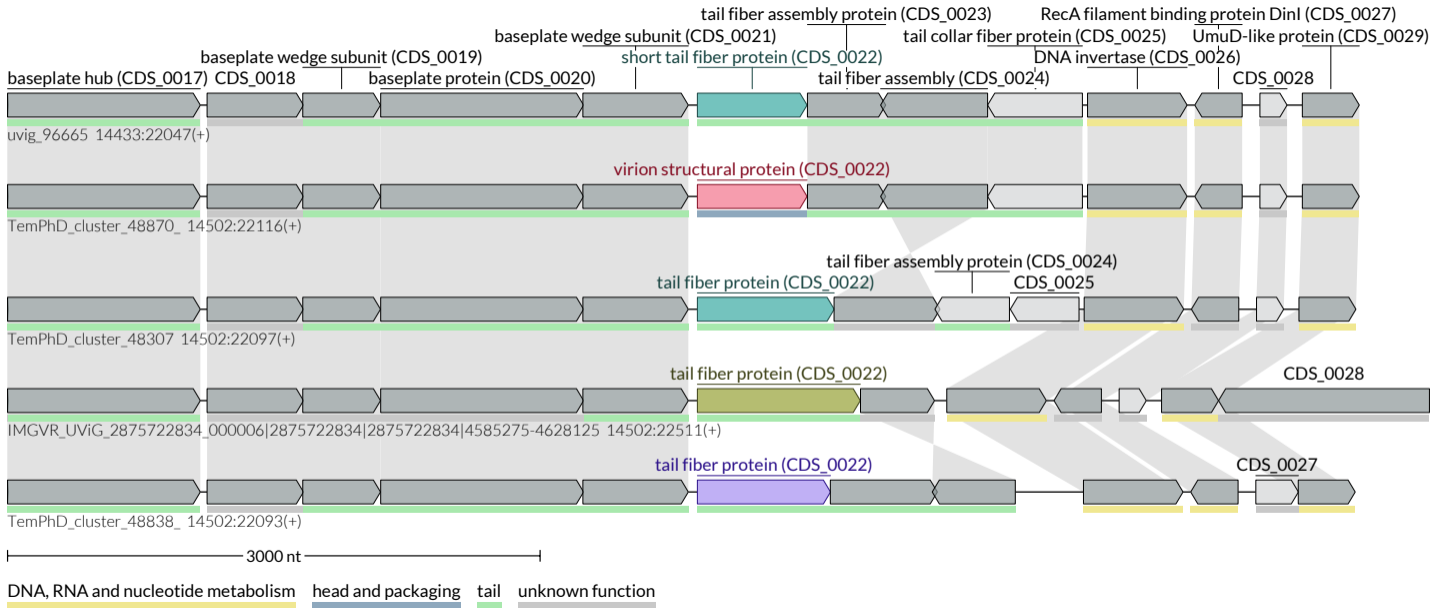 tail fiber assembly protein (CDS_0023) RecA filament binding protein DinI (CDS_0027)
baseplate wedge subunit (CDS_0021) tail collar fiber protein (CDS_0025) UmuD-like protein (CDS_0029)
baseplate wedge subunit (CDS_0019) short tail fiber protein (CDS_0022) DNA invertase (CDS_0026)
baseplate hub (CDS_0017) CDS_0018 baseplate protein (CDS_0020) tail fiber assembly (CDS_0024) CDS_0028
uvig_96665 14433:22047(+)
virion structural protein (CDS_0022)
TemPhD_cluster_48870_ 14502:22116(+)
tail fiber assembly protein (CDS_0024)
tail fiber protein (CDS_0022) CDS_0025
TemPhD_cluster_48307 14502:22097(+)
tail fiber protein (CDS_0022) CDS_0028
IMGVR_UViG_2875722834_000006|2875722834|2875722834|4585275-4628125 14502:22511(+)
tail fiber protein (CDS_0022) CDS_0027
TemPhD_cluster_48838_ 14502:22093(+)
3000 nt
DNA, RNA and nucleotide metabolism head and packaging tail unknown function